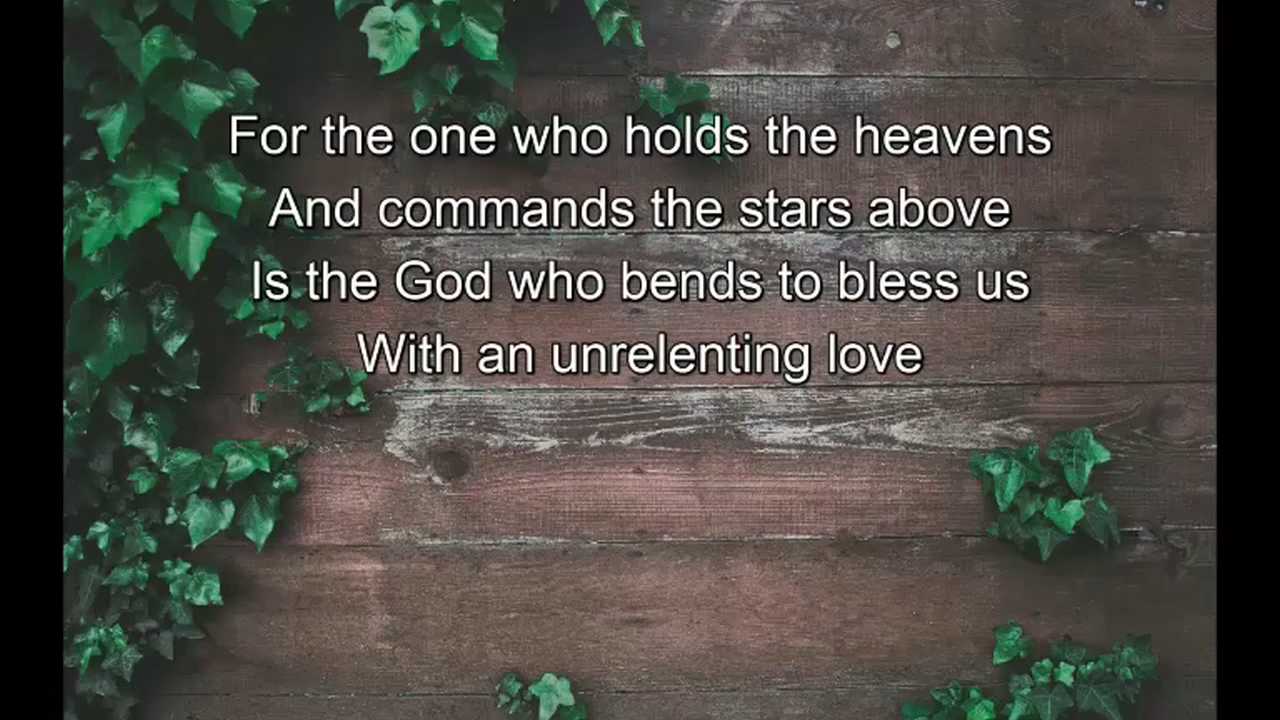 For the one who holds the heavens
And commands the stars above
Is the God who bends to bless us
With an unrelenting love